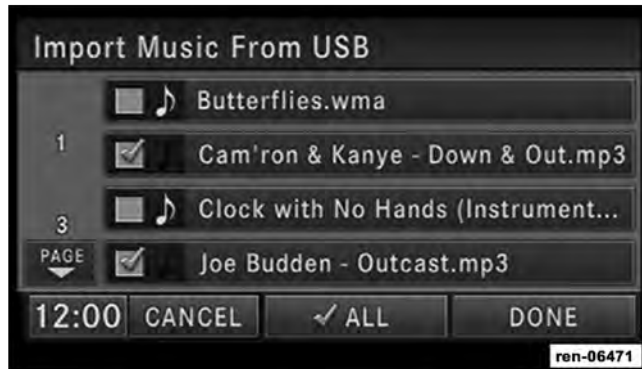 Import Music From USB
Butterflies.wma
1
Cam'ron & Kanye - Down & Out.mp3
Clock with No Hands (Instrument...
3
PAGE
Joe Budden - Outcast.mp3
12:00 CANCEL ✓ ALL DONE
ren-06471